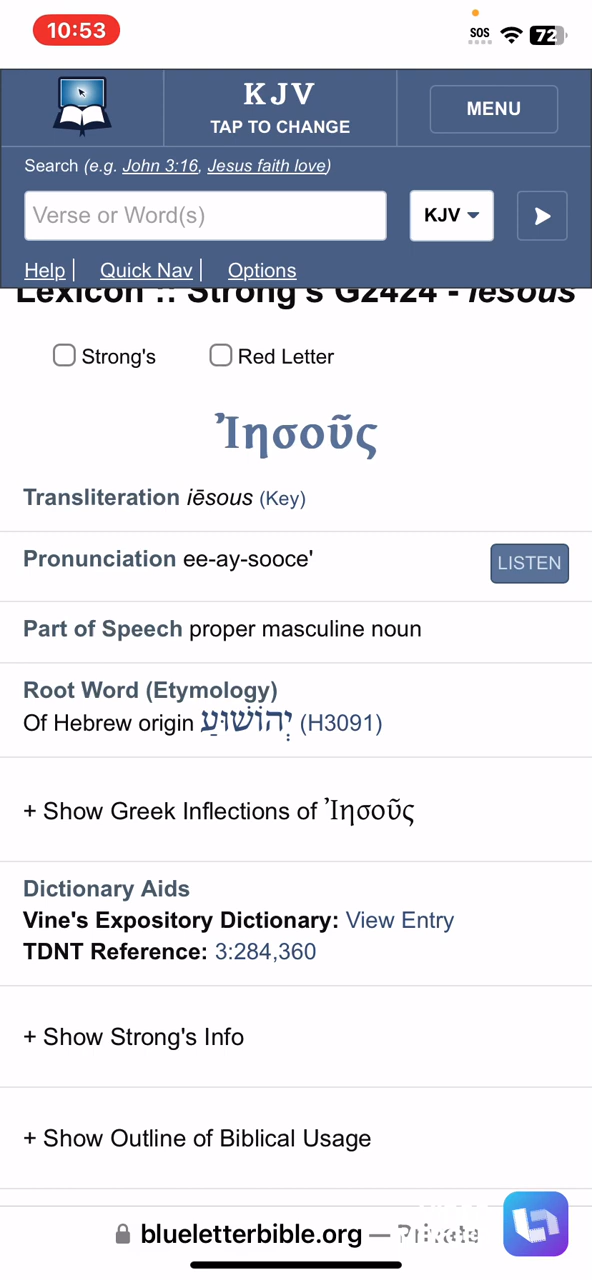 10:53
SOS
72
KJV
TAP TO CHANGE
MENU
Search (e.g. John 3:16, Jesus faith love)
Verse or Word(s)
KJV
Help | Quick Nav | Options
Lexicon :: Strong's G2424 - iēsous
Strong's Red Letter
Ἰησοῦς
Transliteration iēsous (Key)
Pronunciation ee-ay-sooce'
LISTEN
Part of Speech proper masculine noun
Root Word (Etymology)
Of Hebrew origin יְהוֹשׁוּעַ (H3091)
+ Show Greek Inflections of Ἰησοῦς
Dictionary Aids
Vine's Expository Dictionary: View Entry
TDNT Reference: 3:284,360
+ Show Strong's Info
+ Show Outline of Biblical Usage
blueletterbible.org —